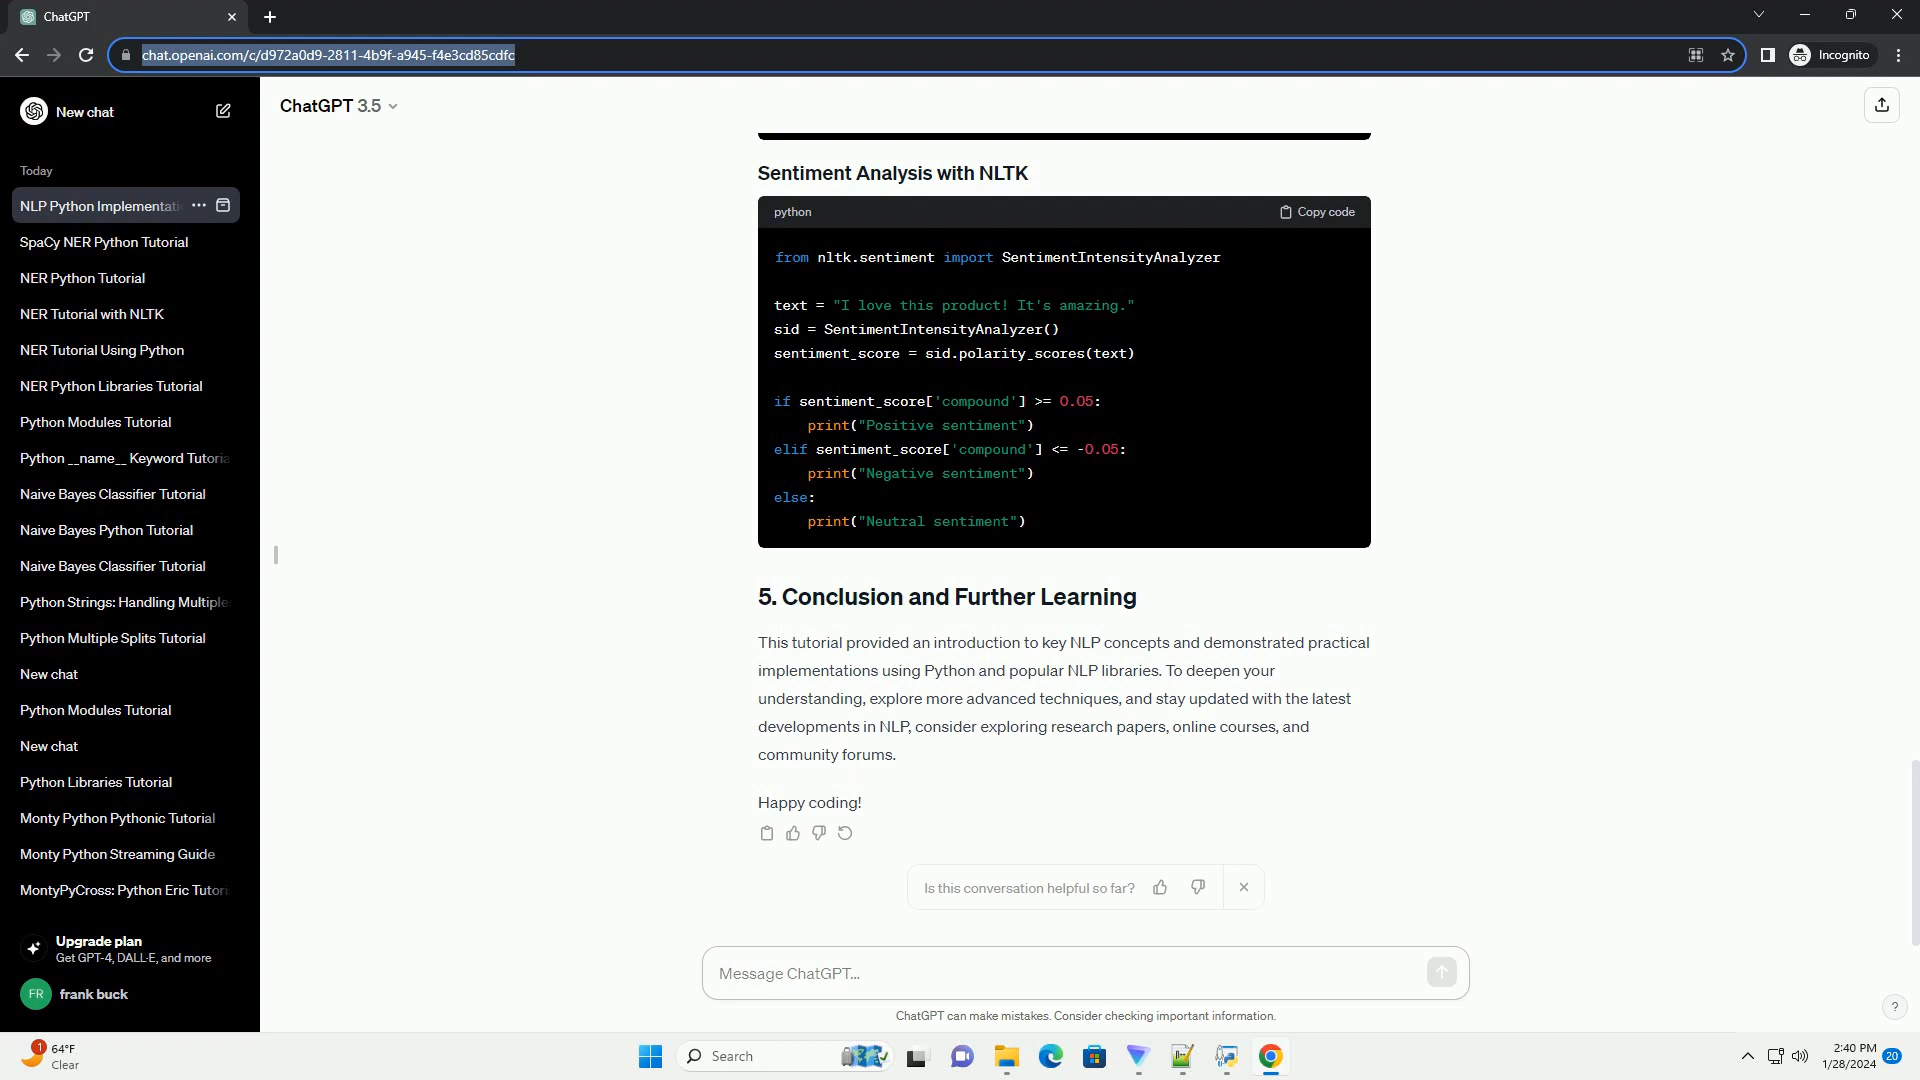 ChatGPT
chat.openai.com/c/d972a0d9-2811-4b9f-a945-f4e3cd85cdfc
Incognito
New chat
ChatGPT 3.5
Today
NLP Python Implementati
SpaCy NER Python Tutorial
NER Python Tutorial
NER Tutorial with NLTK
NER Tutorial Using Python
NER Python Libraries Tutorial
Python Modules Tutorial
Python __name__ Keyword Tutoria
Naive Bayes Classifier Tutorial
Naive Bayes Python Tutorial
Naive Bayes Classifier Tutorial
Python Strings: Handling Multiple
Python Multiple Splits Tutorial
New chat
Python Modules Tutorial
New chat
Python Libraries Tutorial
Monty Python Pythonic Tutorial
Monty Python Streaming Guide
MontyPyCross: Python Eric Tutori
Upgrade plan
Get GPT-4, DALL·E, and more
FR frank buck
Sentiment Analysis with NLTK
python Copy code
from nltk.sentiment import SentimentIntensityAnalyzer
text = "I love this product! It's amazing."
sid = SentimentIntensityAnalyzer()
sentiment_score = sid.polarity_scores(text)
if sentiment_score['compound'] >= 0.05:
print("Positive sentiment")
elif sentiment_score['compound'] <= -0.05:
print("Negative sentiment")
else:
print("Neutral sentiment")
5. Conclusion and Further Learning
This tutorial provided an introduction to key NLP concepts and demonstrated practical
implementations using Python and popular NLP libraries. To deepen your
understanding, explore more advanced techniques, and stay updated with the latest
developments in NLP, consider exploring research papers, online courses, and
community forums.
Happy coding!
Is this conversation helpful so far?
Message ChatGPT...
ChatGPT can make mistakes. Consider checking important information.
?
1
64°F
Clear
Search
2:40 PM
1/28/2024
20